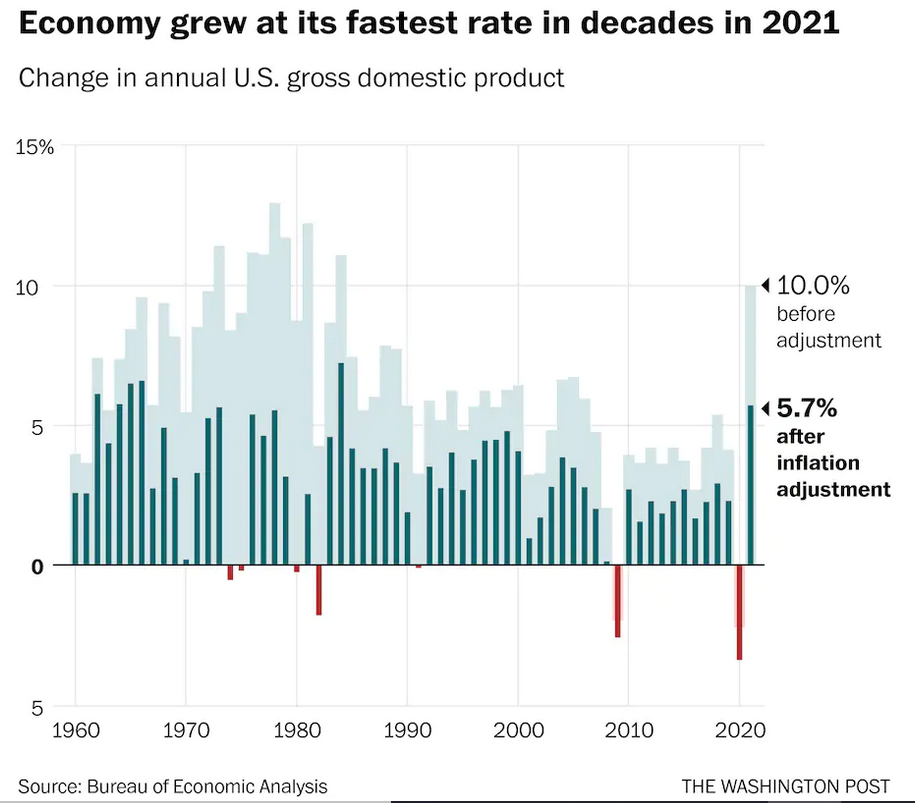 Economy grew at its fastest rate in decades in 2021
Change in annual U.S. gross domestic product
15%
10
5
0
5
10.0%
before
adjustment
5.7%
after
inflation
adjustment
1960 1970 1980 1990 2000 2010 2020
Source: Bureau of Economic Analysis
THE WASHINGTON POST